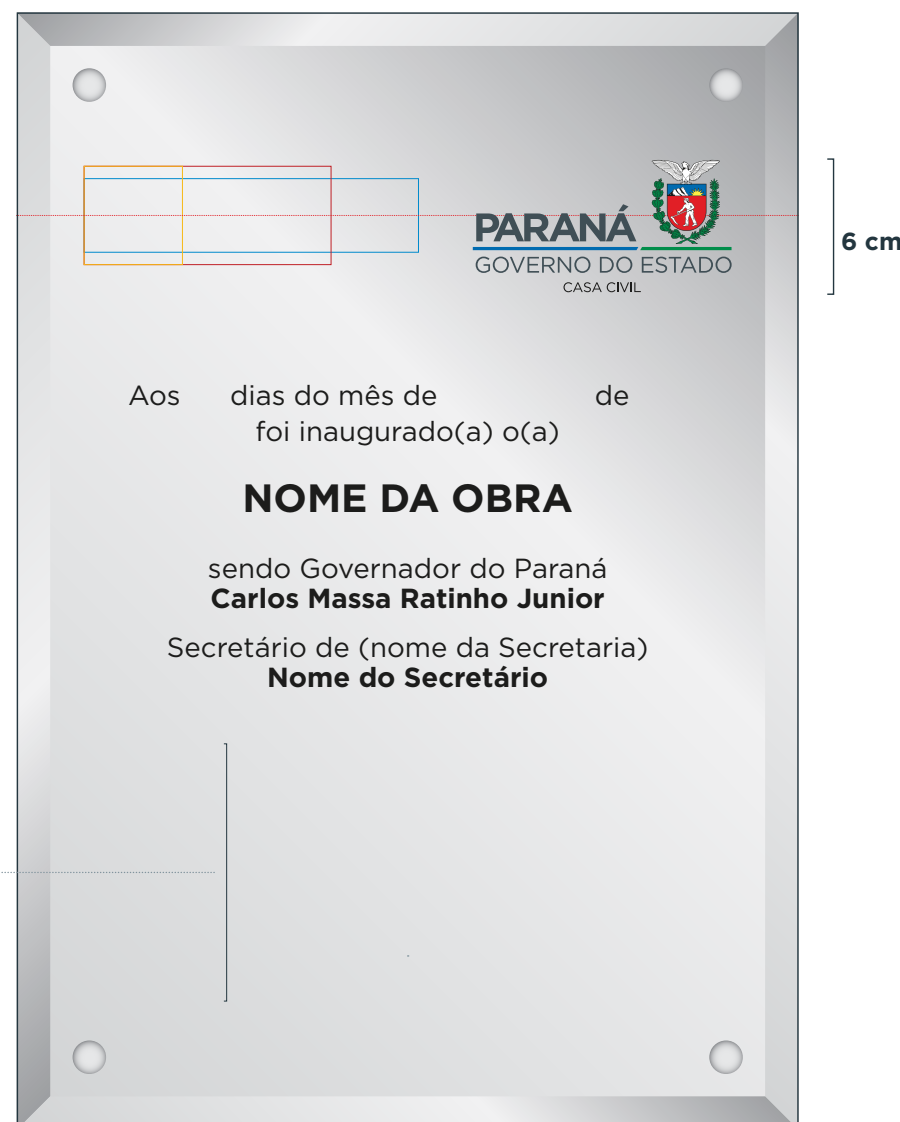 PARANÁ
GOVERNO DO ESTADO
CASA CIVIL
6 cm
Aos dias do mês de de
foi inaugurado(a) o(a)
NOME DA OBRA
sendo Governador do Paraná
Carlos Massa Ratinho Junior
Secretário de (nome da Secretaria)
Nome do Secretário